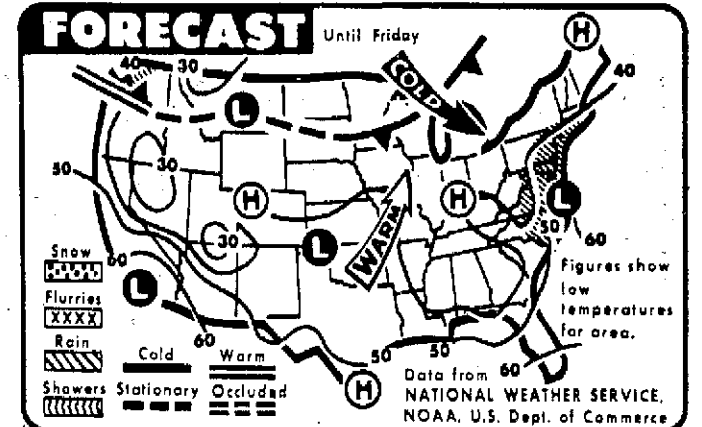 FORECAST Until Friday
H
40 30
COLD
40
L
30
50
H H
L
WARM
50
60
30
L
60
Snow
Figures show
low
temperatures
for area.
Flurries
XXXX
L
Rain
60
Cold Warm
50 50
60
Showers Stationary Occluded
H
Data from
NATIONAL WEATHER SERVICE,
NOAA, U.S. Dept. of Commerce